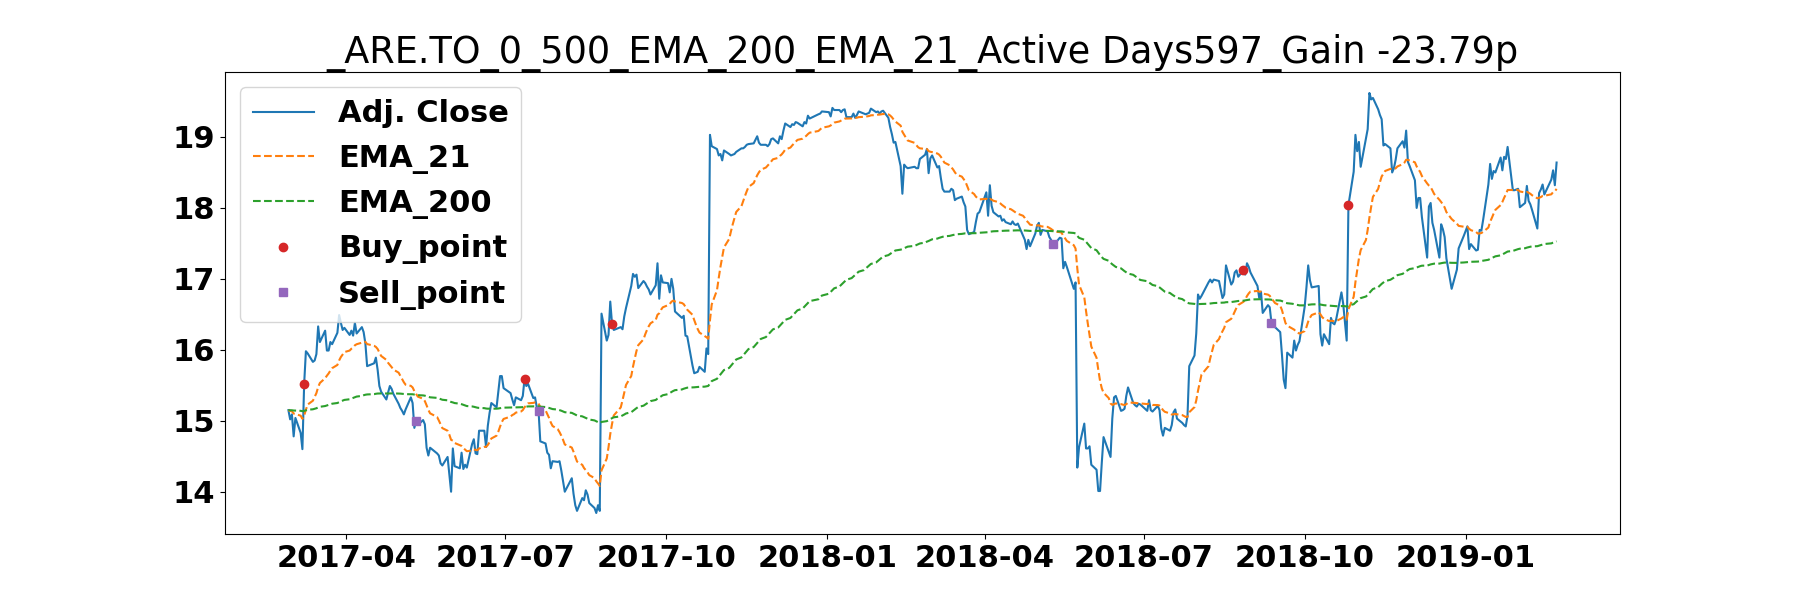 _ARE.TO_0_500_EMA_200_EMA_21_Active Days597_Gain -23.79p
Adj. Close
EMA_21
EMA_200
Buy_point
Sell_point
19
18
17
16
15
14
2017-04 2017-07 2017-10 2018-01 2018-04 2018-07 2018-10 2019-01